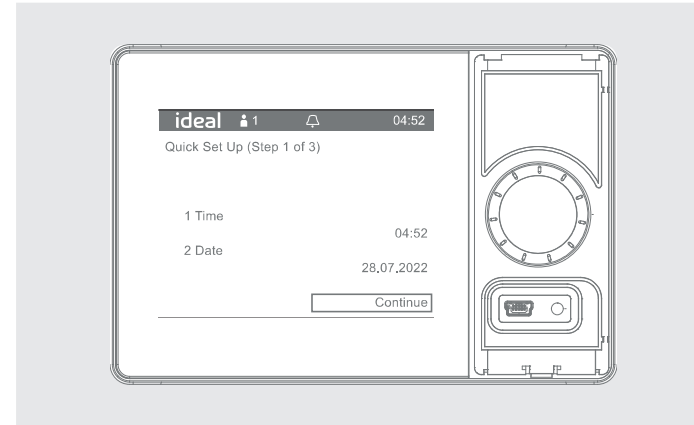 ideal 1 04:52
Quick Set Up (Step 1 of 3)
1 Time
04:52
2 Date
28.07.2022
Continue